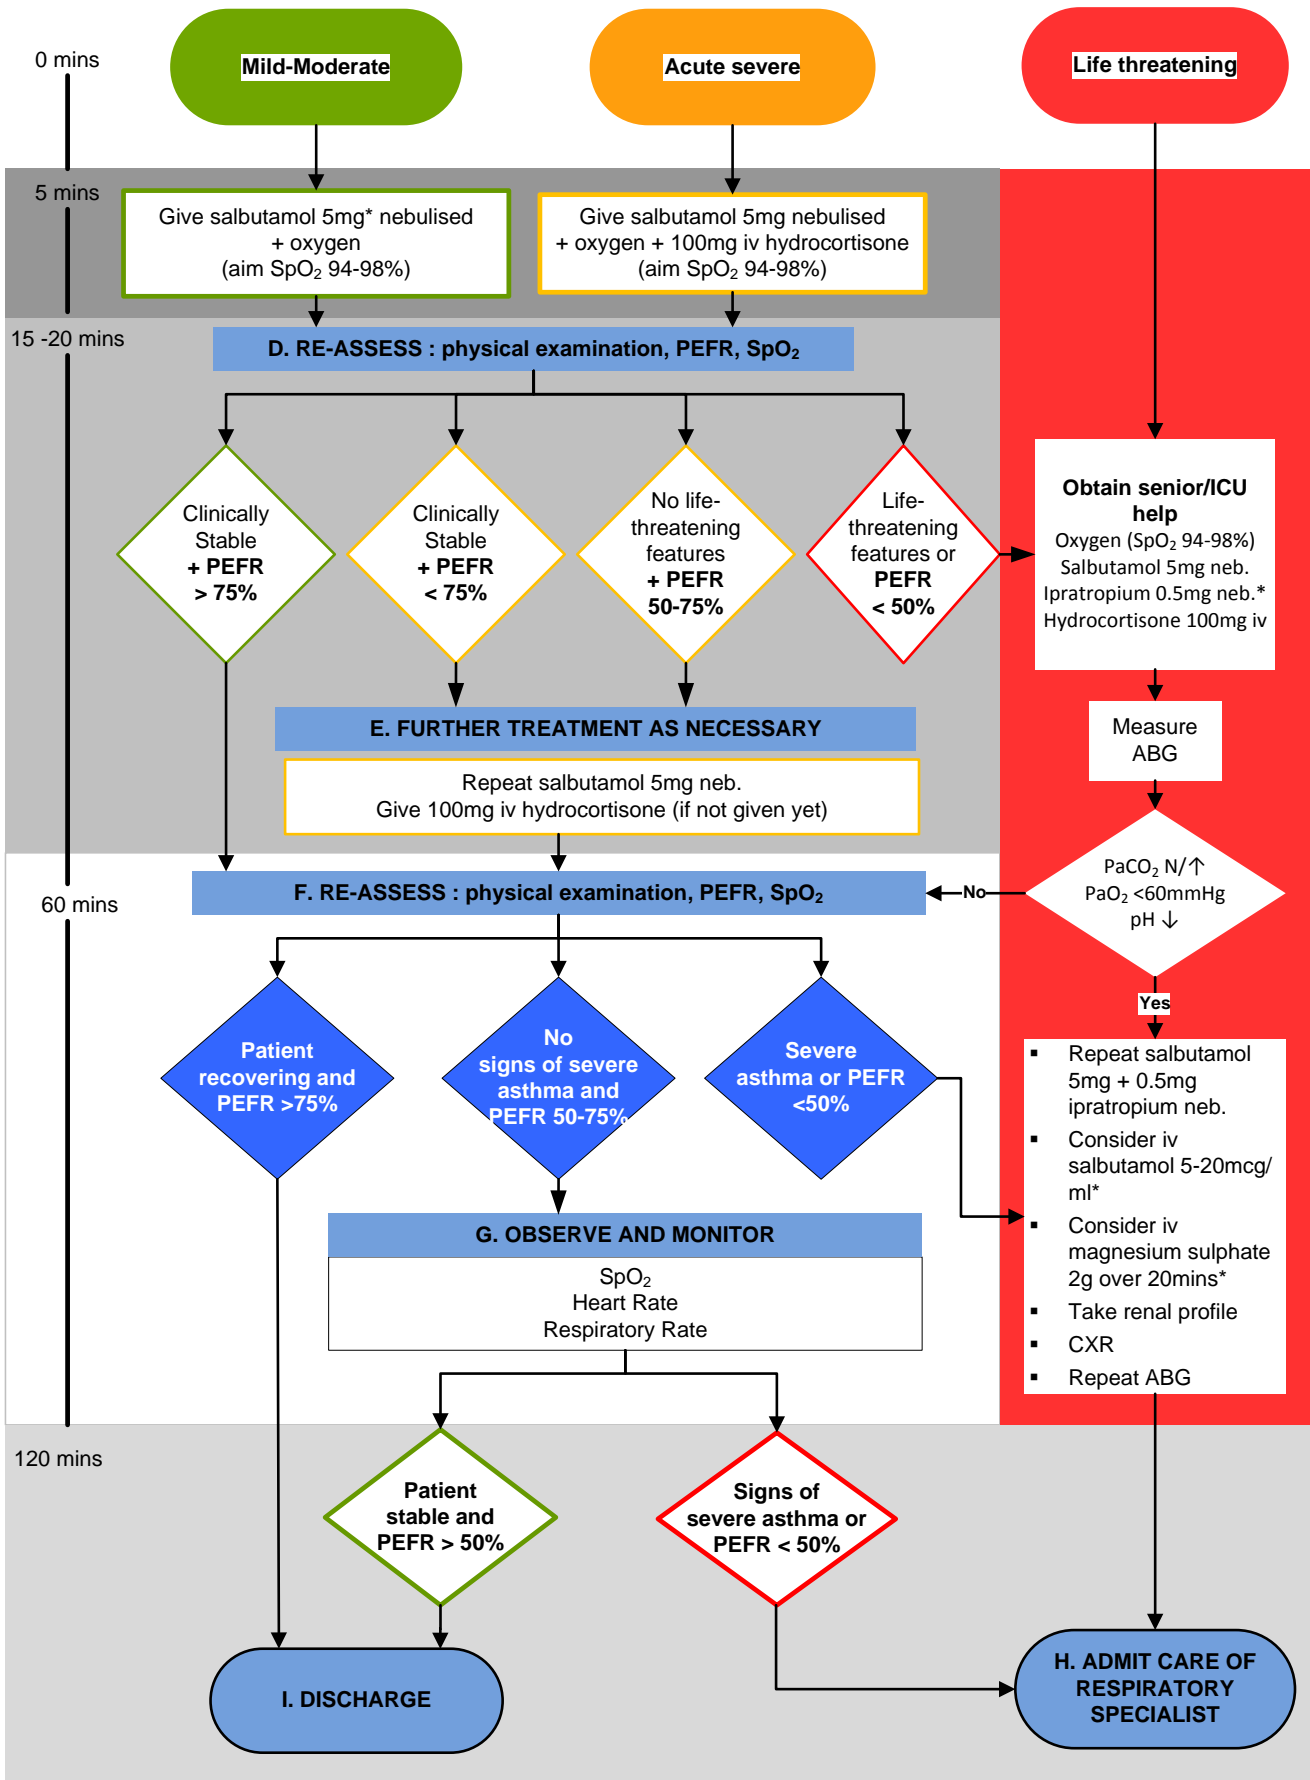 0 mins
Mild-Moderate
Acute severe
Life threatening
5 mins
Give salbutamol 5mg* nebulised
+ oxygen
(aim SpO₂ 94-98%)
Give salbutamol 5mg nebulised
+ oxygen + 100mg iv hydrocortisone
(aim SpO₂ 94-98%)
15 -20 mins
D. RE-ASSESS : physical examination, PEFR, SpO₂
Clinically
Stable
+ PEFR
> 75%
Clinically
Stable
+ PEFR
< 75%
No life-
threatening
features
+ PEFR
50-75%
Life-
threatening
features or
PEFR
< 50%
Obtain senior/ICU
help
Oxygen (SpO₂ 94-98%)
Salbutamol 5mg neb.
Ipratropium 0.5mg neb.*
Hydrocortisone 100mg iv
E. FURTHER TREATMENT AS NECESSARY
Repeat salbutamol 5mg neb.
Give 100mg iv hydrocortisone (if not given yet)
Measure
ABG
60 mins
F. RE-ASSESS : physical examination, PEFR, SpO₂
No
PaCO₂ N/↑
PaO₂ <60mmHg
pH ↓
Yes
Patient
recovering and
PEFR >75%
No
signs of severe
asthma and
PEFR 50-75%
Severe
asthma or PEFR
<50%
▪ Repeat salbutamol
5mg + 0.5mg
ipratropium neb.
▪ Consider iv
salbutamol 5-20mcg/
ml*
▪ Consider iv
magnesium sulphate
2g over 20mins*
▪ Take renal profile
▪ CXR
▪ Repeat ABG
G. OBSERVE AND MONITOR
SpO₂
Heart Rate
Respiratory Rate
120 mins
Patient
stable and
PEFR > 50%
Signs of
severe asthma or
PEFR < 50%
I. DISCHARGE
H. ADMIT CARE OF
RESPIRATORY
SPECIALIST